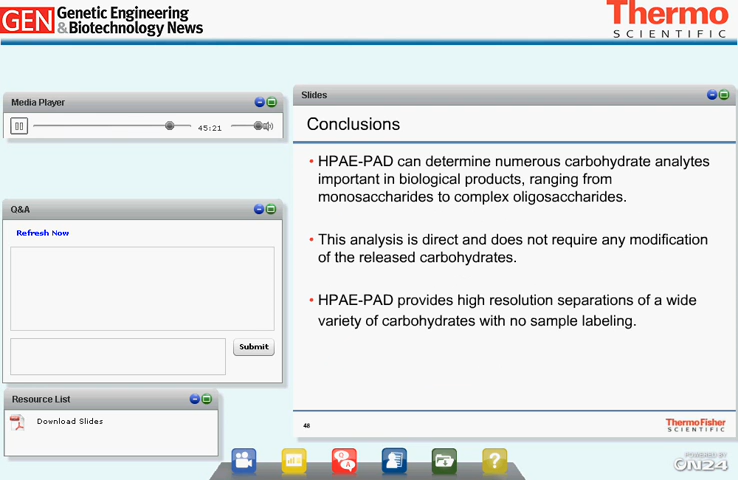 GEN Genetic Engineering
& Biotechnology News
Thermo
SCIENTIFIC
Media Player
45:21
Q&A
Refresh Now
Submit
Resource List
Download Slides
Slides
Conclusions
• HPAE-PAD can determine numerous carbohydrate analytes
important in biological products, ranging from
monosaccharides to complex oligosaccharides.
• This analysis is direct and does not require any modification
of the released carbohydrates.
• HPAE-PAD provides high resolution separations of a wide
variety of carbohydrates with no sample labeling.
48
ThermoFisher
SCIENTIFIC
Q
A
?
POWERED BY
ON24